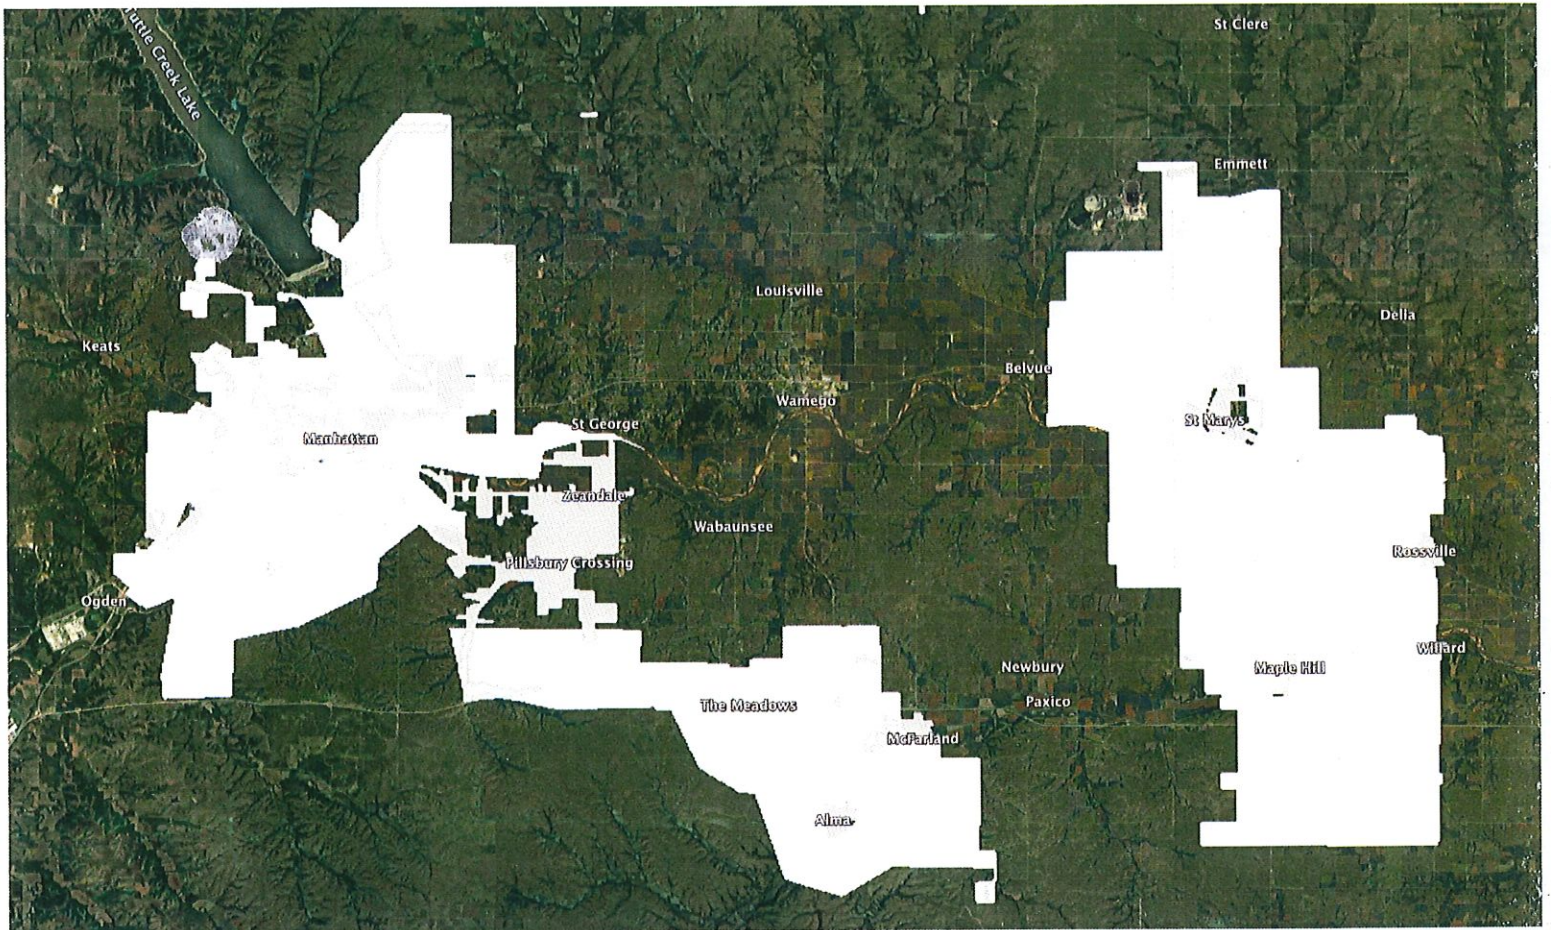 St Clere
Tuttle Creek Lake
Emmett
Louisville
Delia
Keats
Belvue
Wamego
St George
St Marys
Manhattan
Zeandale
Wabaunsee
Rossville
Pillsbury Crossing
Ogden
Willard
Newbury
Maple Hill
Paxico
The Meadows
McFarland
Alma